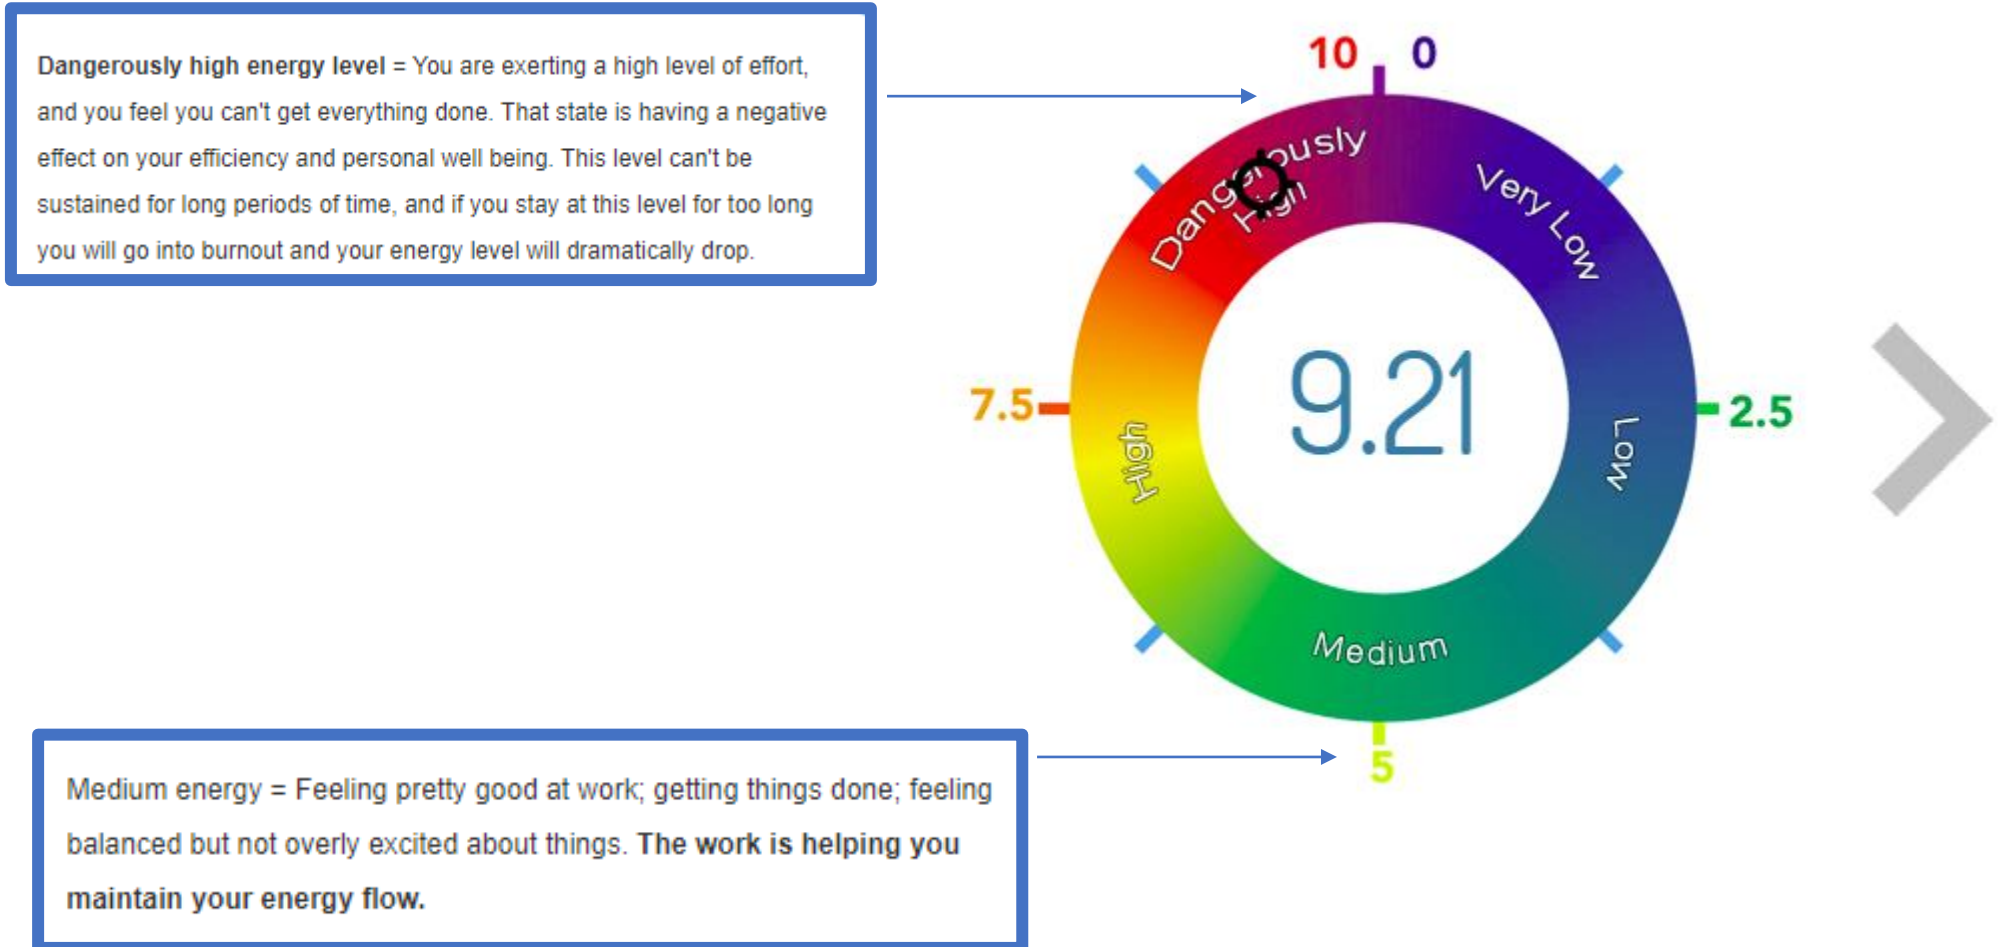 Dangerously high energy level = You are exerting a high level of effort,
and you feel you can't get everything done. That state is having a negative
effect on your efficiency and personal well being. This level can't be
sustained for long periods of time, and if you stay at this level for too long
you will go into burnout and your energy level will dramatically drop.
10 0
Dangerously
High
Very Low
7.5
9.21
2.5
High
Low
Medium
5
Medium energy = Feeling pretty good at work; getting things done; feeling
balanced but not overly excited about things. The work is helping you
maintain your energy flow.